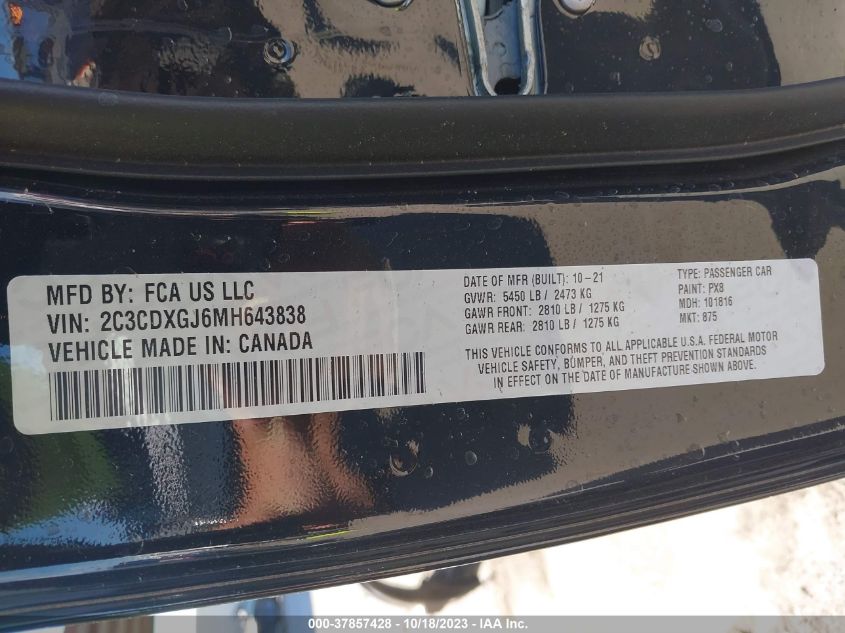 MFD BY: FCA US LLC
VIN: 2C3CDXGJ6MH643838
VEHICLE MADE IN: CANADA
DATE OF MFR (BUILT): 10-21
GVWR: 5450 LB / 2473 KG
GAWR FRONT: 2810 LB / 1275 KG
GAWR REAR: 2810 LB / 1275 KG
TYPE: PASSENGER CAR
PAINT: PX8
MDH: 101816
MKT: 875
THIS VEHICLE CONFORMS TO ALL APPLICABLE U.S.A. FEDERAL MOTOR
VEHICLE SAFETY, BUMPER, AND THEFT PREVENTION STANDARDS
IN EFFECT ON THE DATE OF MANUFACTURE SHOWN ABOVE.
000-37857428 - 10/18/2023 - IAA Inc.